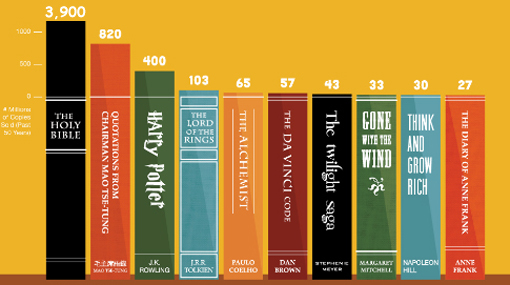 3,900
820
400
103
65
57
43
33
30
27
1000
500
0
# Millions
of Copies
Sold (Past
50 Years)
THE
HOLY
BIBLE
QUOTATIONS FROM
CHAIRMAN MAO TSE-TUNG
MAO TSE-TUNG
Harry Potter
J.K.
ROWLING
THE
LORD
OF THE
RINGS
J.R.R.
TOLKIEN
THE ALCHEMIST
PAULO
COELHO
THE DA VINCI CODE
DAN
BROWN
The twilight saga
STEPHENIE
MEYER
GONE
WITH THE
WIND
MARGARET
MITCHELL
THINK
AND
GROW
RICH
NAPOLEON
HILL
THE DIARY OF ANNE FRANK
ANNE
FRANK